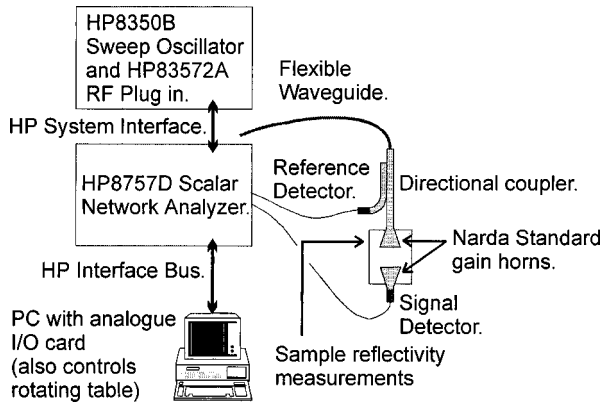 HP8350B
Sweep Oscillator
and HP83572A
RF Plug in.
Flexible
Waveguide.
HP System Interface.
HP8757D Scalar
Network Analyzer.
Reference
Detector.
Directional coupler.
Narda Standard
gain horns.
HP Interface Bus.
Signal
Detector.
PC with analogue
I/O card
(also controls
rotating table)
Sample reflectivity
measurements